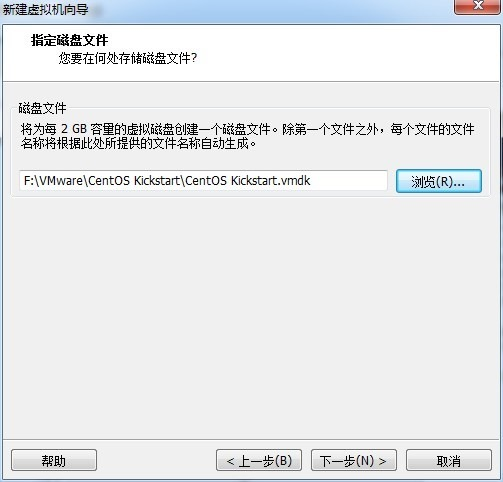 新建虚拟机向导
指定磁盘文件
您要在何处存储磁盘文件?
磁盘文件
将为每 2 GB 容量的虚拟磁盘创建一个磁盘文件。除第一个文件之外，每个文件的文件
名称将根据此处所提供的文件名称自动生成。
F:\VMware\CentOS Kickstart\CentOS Kickstart.vmdk
浏览(R)...
帮助
< 上一步(B)
下一步(N) >
取消